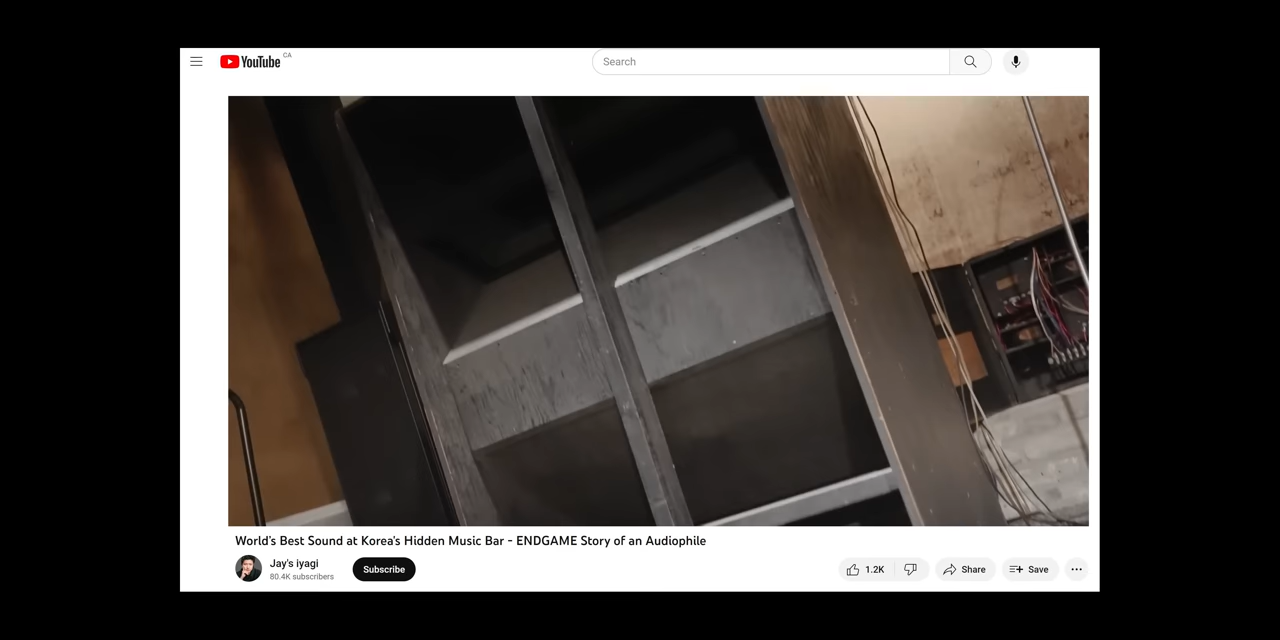 YouTube CA
Search
World's Best Sound at Korea's Hidden Music Bar - ENDGAME Story of an Audiophile
Jay's iyagi
80.4K subscribers
Subscribe
1.2K
Share
Save